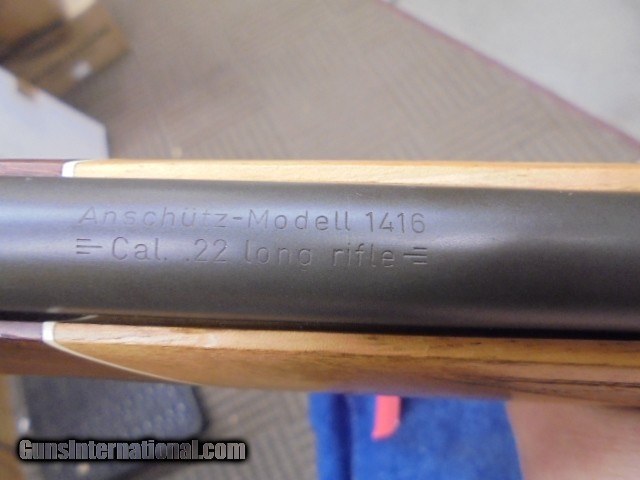 Anschütz-Modell 1416
Cal. .22 long rifle
GunsInternational.com